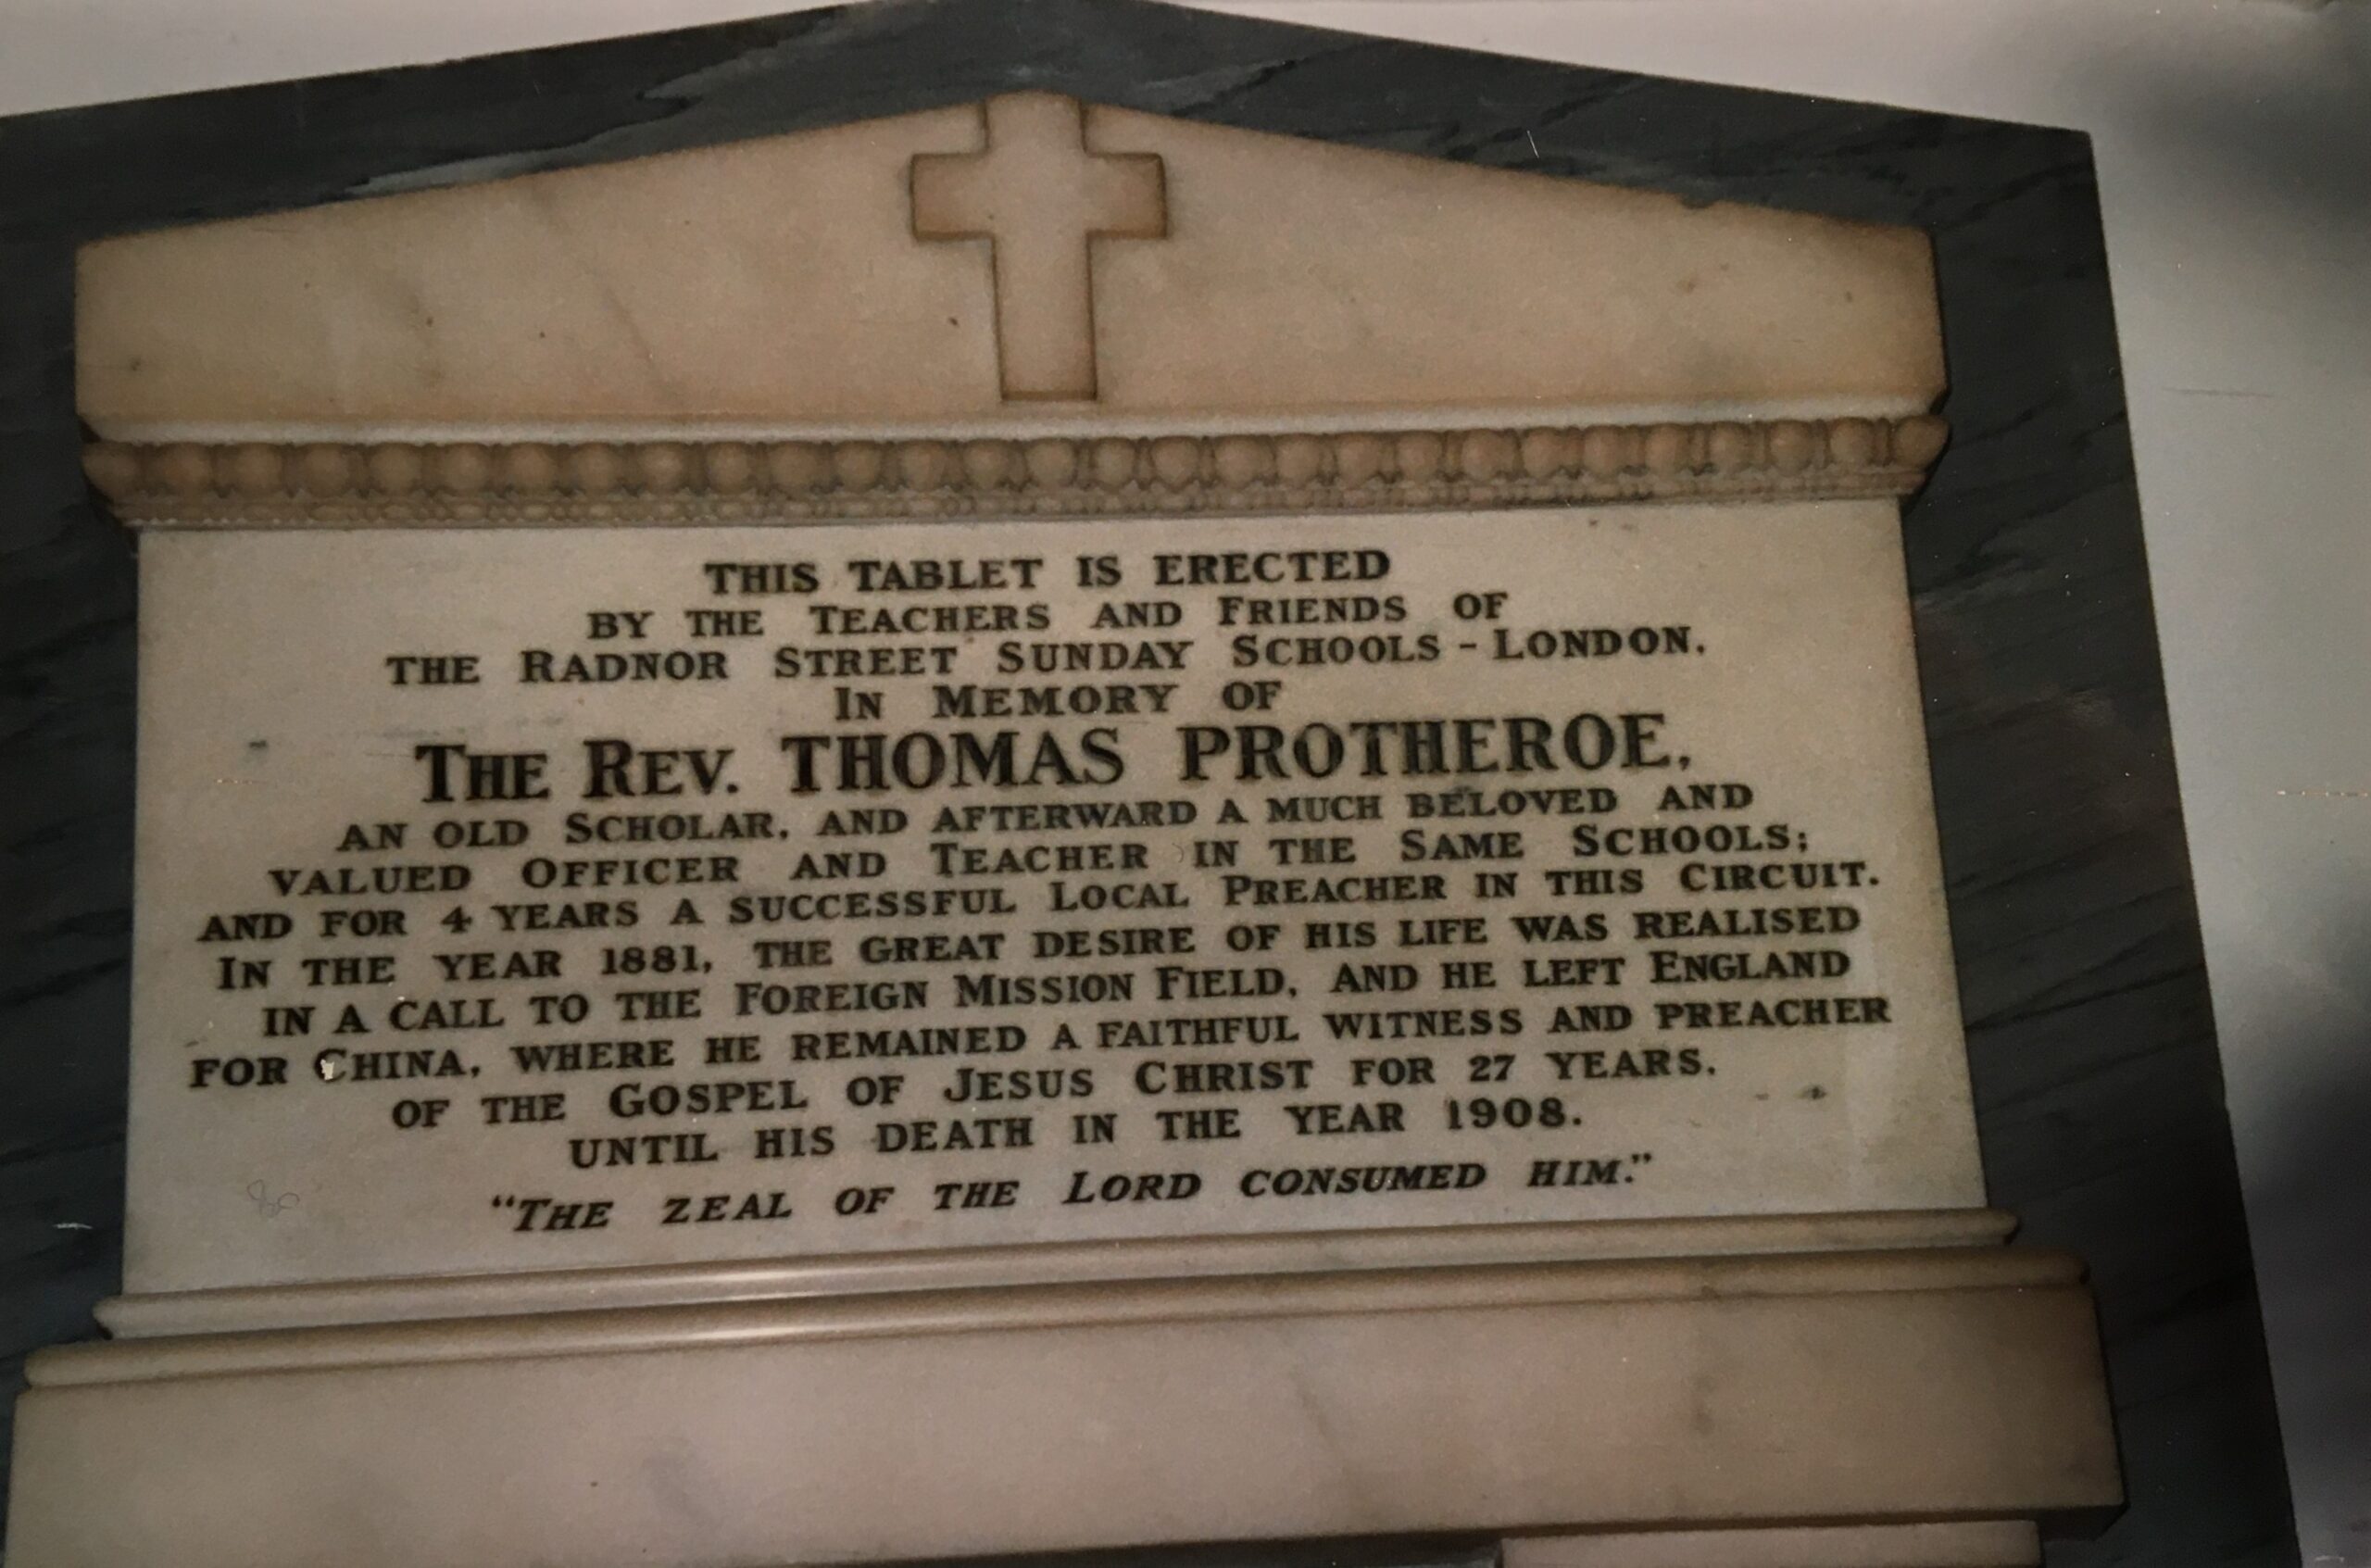 THIS TABLET IS ERECTED
BY THE TEACHERS AND FRIENDS OF
THE RADNOR STREET SUNDAY SCHOOLS - LONDON.
IN MEMORY OF
THE REV. THOMAS PROTHEROE,
AN OLD SCHOLAR, AND AFTERWARD A MUCH BELOVED AND
VALUED OFFICER AND TEACHER IN THE SAME SCHOOLS;
AND FOR 4 YEARS A SUCCESSFUL LOCAL PREACHER IN THIS CIRCUIT.
IN THE YEAR 1881, THE GREAT DESIRE OF HIS LIFE WAS REALISED
IN A CALL TO THE FOREIGN MISSION FIELD, AND HE LEFT ENGLAND
FOR CHINA, WHERE HE REMAINED A FAITHFUL WITNESS AND PREACHER
OF THE GOSPEL OF JESUS CHRIST FOR 27 YEARS.
UNTIL HIS DEATH IN THE YEAR 1908.
"THE ZEAL OF THE LORD CONSUMED HIM."